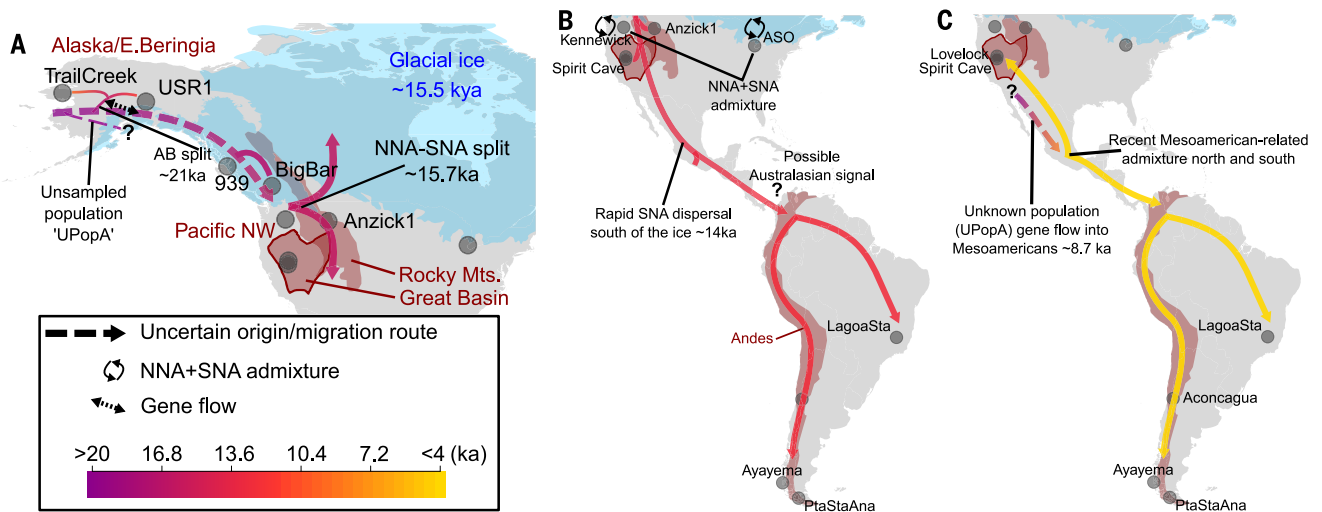 A
Alaska/E.Beringia
TrailCreek
USR1
Glacial ice
~15.5 kya
?
AB split
~21ka
939
BigBar
NNA-SNA split
~15.7ka
Unsampled
population
'UPopA'
Pacific NW
Anzick1
Rocky Mts.
Great Basin
Uncertain origin/migration route
NNA+SNA admixture
Gene flow
>20 16.8 13.6 10.4 7.2 <4 (ka)
B
Kennewick
Anzick1
ASO
Spirit Cave
NNA+SNA
admixture
Possible
Australasian signal
?
Rapid SNA dispersal
south of the ice ~14ka
Andes
LagoaSta
Ayayema
PtaStaAna
C
Lovelock
Spirit Cave
?
Recent Mesoamerican-related
admixture north and south
Unknown population
(UPopA) gene flow into
Mesoamericans ~8.7 ka
LagoaSta
Aconcagua
Ayayema
PtaStaAna